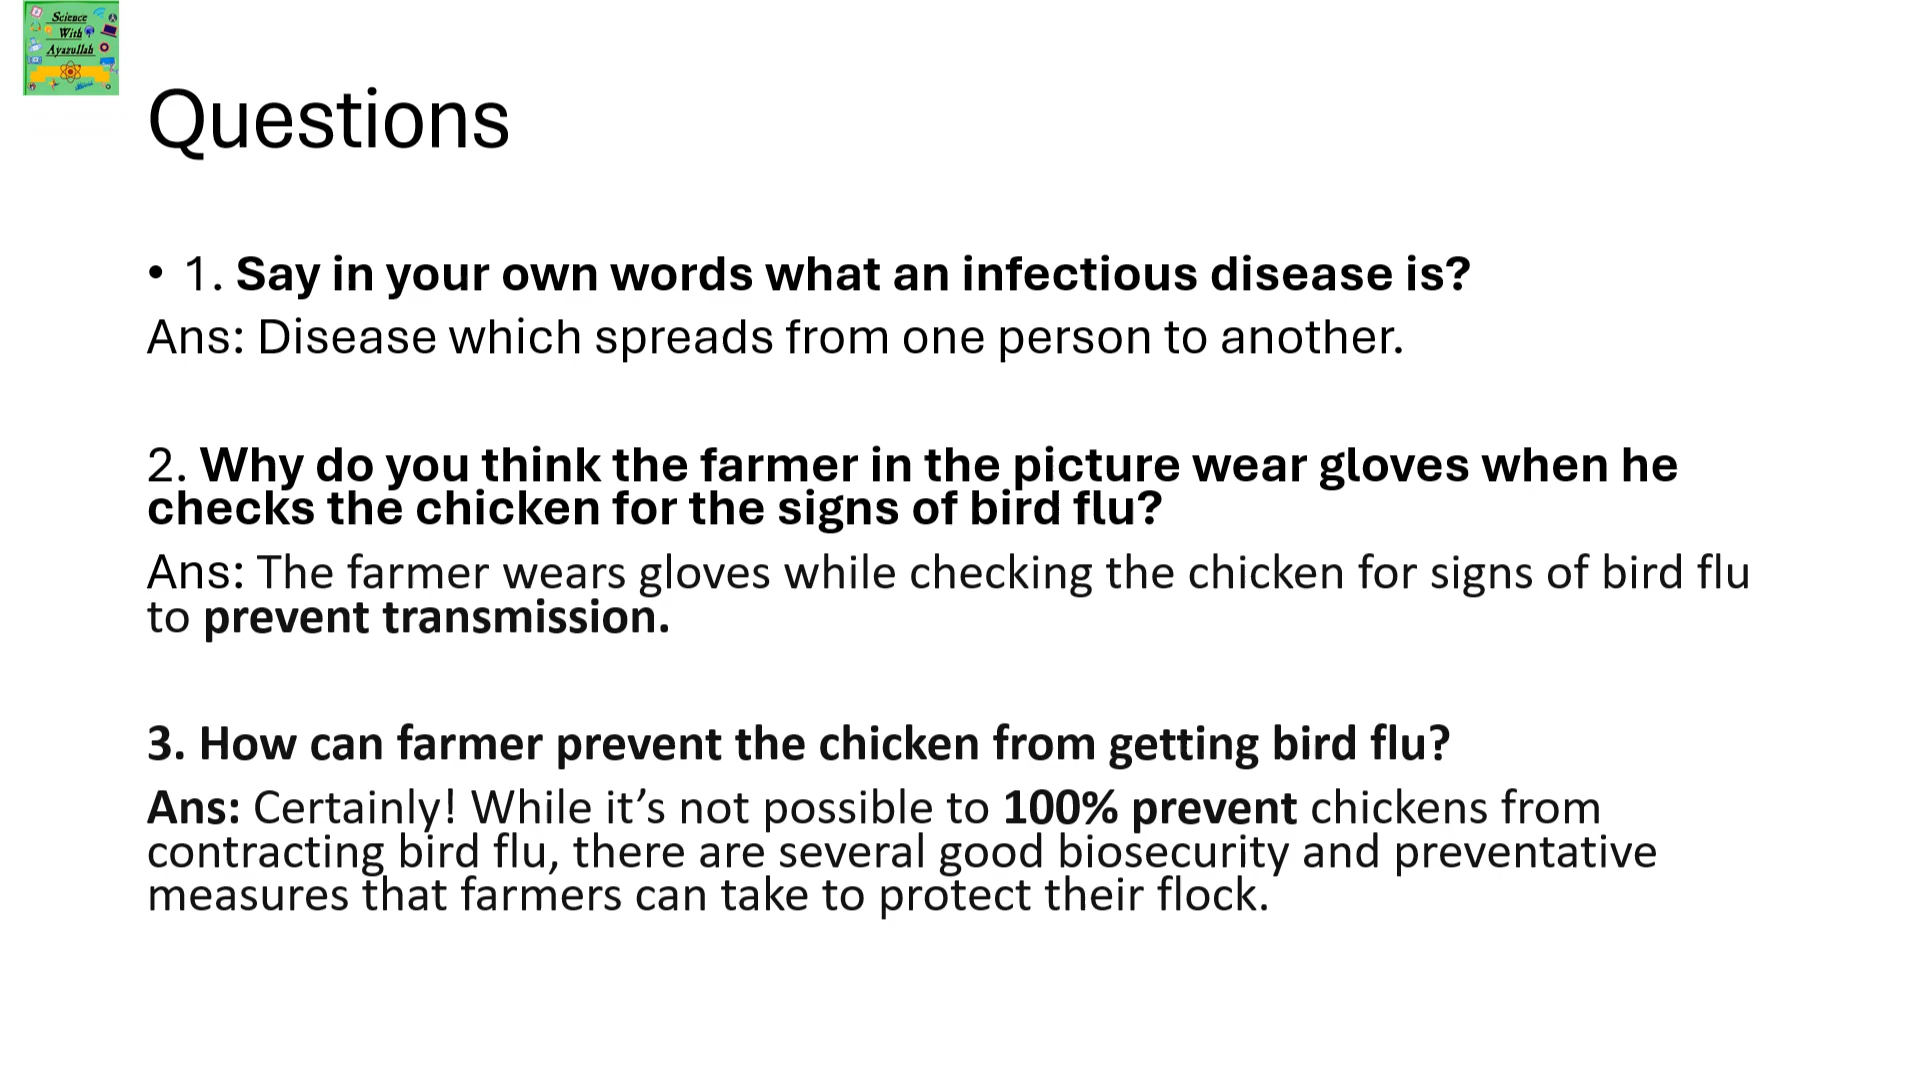 Science
With
Ayazullah
Questions
• 1. Say in your own words what an infectious disease is?
Ans: Disease which spreads from one person to another.
2. Why do you think the farmer in the picture wear gloves when he
checks the chicken for the signs of bird flu?
Ans: The farmer wears gloves while checking the chicken for signs of bird flu
to prevent transmission.
3. How can farmer prevent the chicken from getting bird flu?
Ans: Certainly! While it’s not possible to 100% prevent chickens from
contracting bird flu, there are several good biosecurity and preventative
measures that farmers can take to protect their flock.